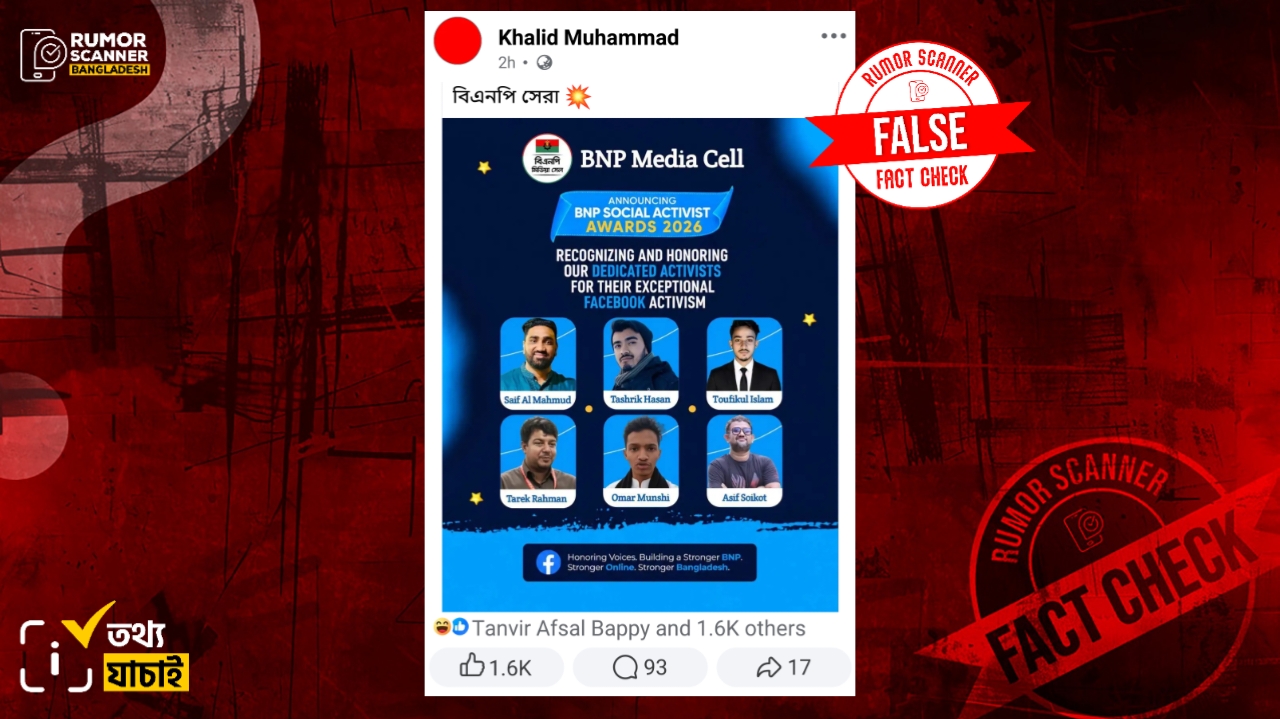 RUMOR
SCANNER
BANGLADESH
Khalid Muhammad
2h
বিএনপি সেরা
RUMOR SCANNER
FALSE
FACT CHECK
বিএনপি
মিডিয়া সেল
BNP Media Cell
ANNOUNCING
BNP SOCIAL ACTIVIST
AWARDS 2026
RECOGNIZING AND HONORING
OUR DEDICATED ACTIVISTS
FOR THEIR EXCEPTIONAL
FACEBOOK ACTIVISM
Saif Al Mahmud
Tashrik Hasan
Toufikul Islam
Tarek Rahman
Omar Munshi
Asif Soikot
Honoring Voices. Building a Stronger BNP.
Stronger Online. Stronger Bangladesh.
Tanvir Afsal Bappy and 1.6K others
1.6K
93
17
তথ্য
যাচাই
RUMOR SCANNER
FACT CHECK